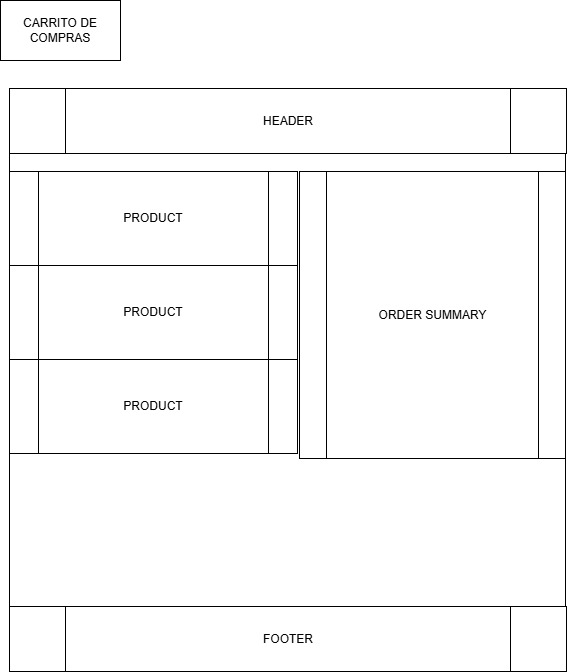 CARRITO DE
COMPRAS
HEADER
PRODUCT
PRODUCT
ORDER SUMMARY
PRODUCT
FOOTER